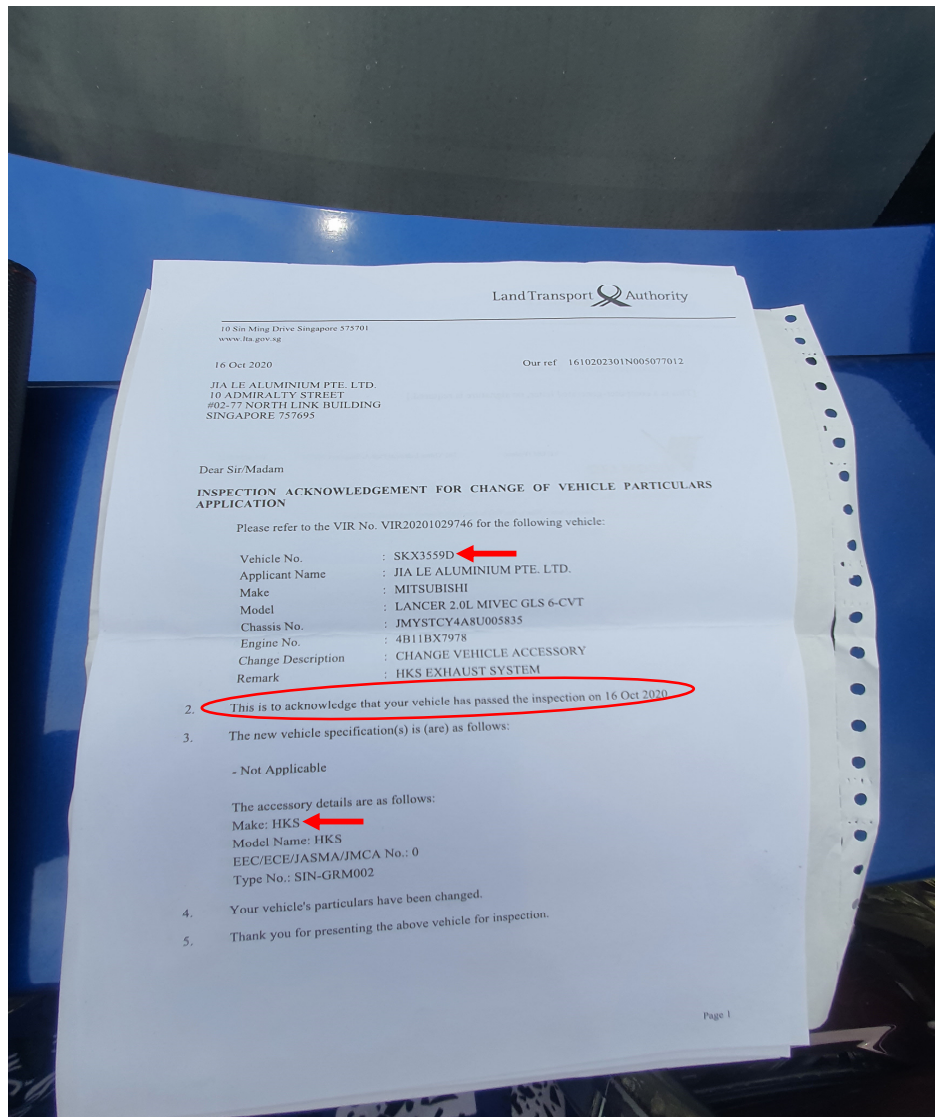 Land Transport Authority
10 Sin Ming Drive Singapore 575701
www.lta.gov.sg
16 Oct 2020 Our ref 1610202301N005077012
JIA LE ALUMINIUM PTE. LTD.
10 ADMIRALTY STREET
#02-77 NORTH LINK BUILDING
SINGAPORE 757695
Dear Sir/Madam
INSPECTION ACKNOWLEDGEMENT FOR CHANGE OF VEHICLE PARTICULARS
APPLICATION
Please refer to the VIR No. VIR20201029746 for the following vehicle:
Vehicle No. : SKX3559D
Applicant Name : JIA LE ALUMINIUM PTE. LTD.
Make : MITSUBISHI
Model : LANCER 2.0L MIVEC GLS 6-CVT
Chassis No. : JMYSTCY4A8U005835
Engine No. : 4B11BX7978
Change Description : CHANGE VEHICLE ACCESSORY
Remark : HKS EXHAUST SYSTEM
2. This is to acknowledge that your vehicle has passed the inspection on 16 Oct 2020
3. The new vehicle specification(s) is (are) as follows:
- Not Applicable
The accessory details are as follows:
Make: HKS
Model Name: HKS
EEC/ECE/JASMA/JMCA No.: 0
Type No.: SIN-GRM002
4. Your vehicle's particulars have been changed.
5. Thank you for presenting the above vehicle for inspection.
Page 1